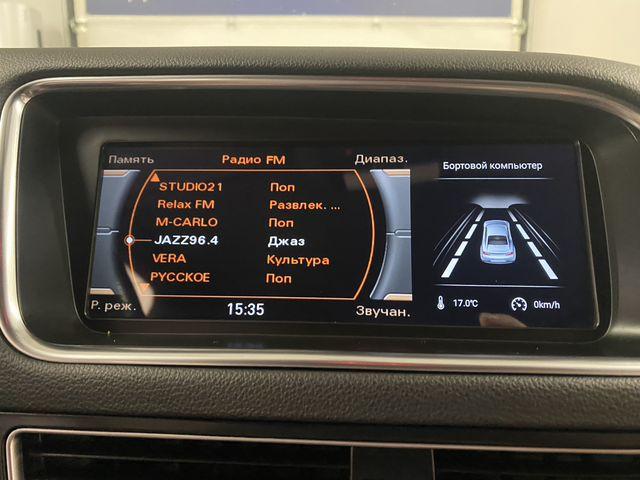 Память Радио FM Диапаз.
Бортовой компьютер
STUDIO21 Поп
Relax FM Развлек. ...
M-CARLO Поп
JAZZ96.4 Джаз
VERA Культура
РУССКОЕ Поп
Р. реж. 15:35 Звучан.
17.0℃ 0km/h